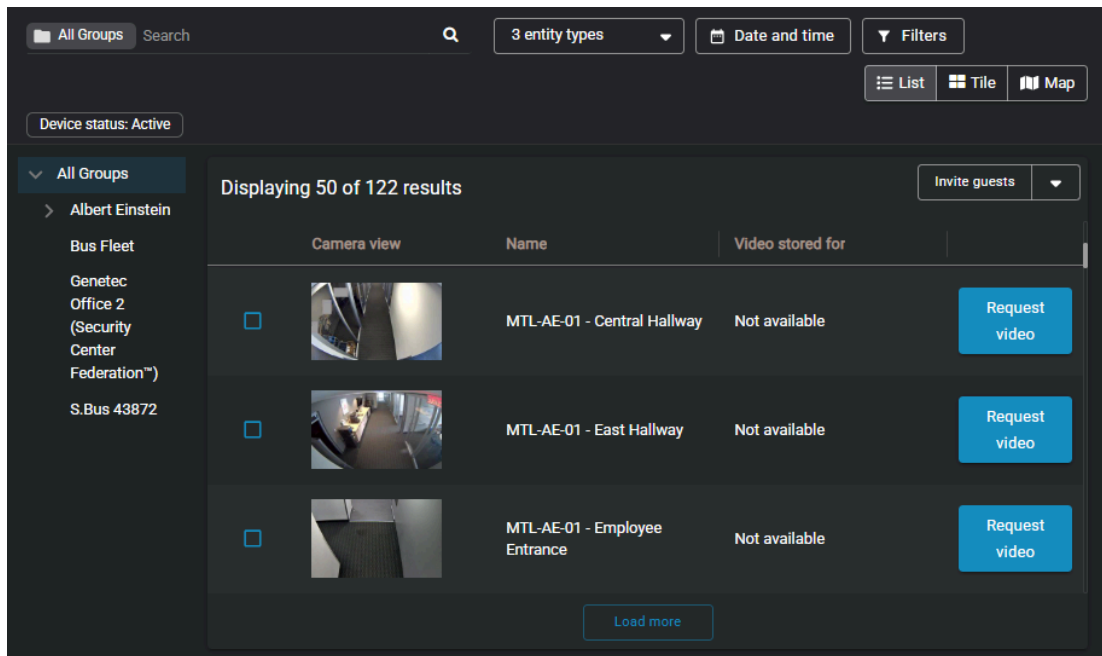 All Groups Search
3 entity types
Date and time
Filters
List
Tile
Map
Device status: Active
All Groups
Albert Einstein
Bus Fleet
Genetec
Office 2
(Security
Center
Federation™)
S.Bus 43872
Displaying 50 of 122 results
Invite guests
Camera view
Name
Video stored for
MTL-AE-01 - Central Hallway
Not available
Request
video
MTL-AE-01 - East Hallway
Not available
Request
video
MTL-AE-01 - Employee
Entrance
Not available
Request
video
Load more